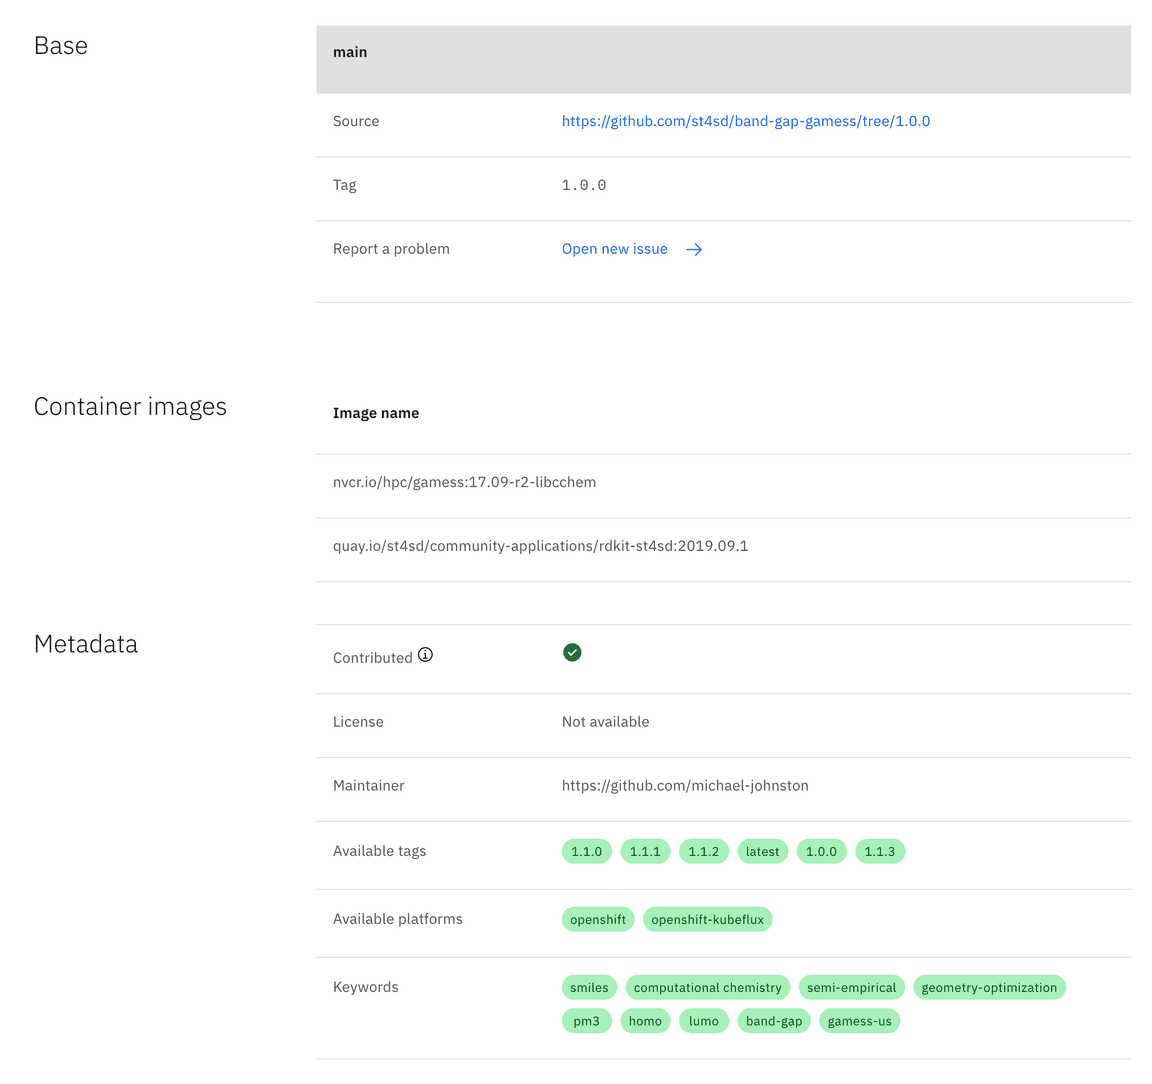 Base
main
Source https://github.com/st4sd/band-gap-gamess/tree/1.0.0
Tag 1.0.0
Report a problem Open new issue →
Container images
Image name
nvcr.io/hpc/gamess:17.09-r2-libcchem
quay.io/st4sd/community-applications/rdkit-st4sd:2019.09.1
Metadata
Contributed
License Not available
Maintainer https://github.com/michael-johnston
Available tags 1.1.0 1.1.1 1.1.2 latest 1.0.0 1.1.3
Available platforms openshift openshift-kubeflux
Keywords smiles computational chemistry semi-empirical geometry-optimization
pm3 homo lumo band-gap gamess-us